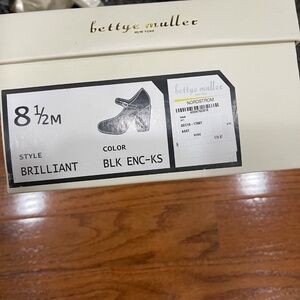 bettye muller
NEW YORK
8 ½M
STYLE
BRILLIANT
COLOR
BLK ENC-KS
bettye muller
NORDSTROM